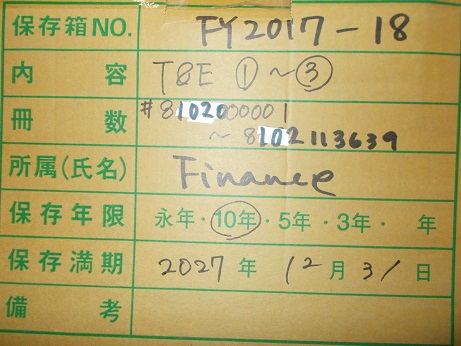 保存箱NO. FY2017-18
内容 T&E ①~③
冊数 #8102000001
~8102113639
所属(氏名) Finance
保存年限 永年・10年・5年・3年・ 年
保存満期 2027年 12月31日
備考